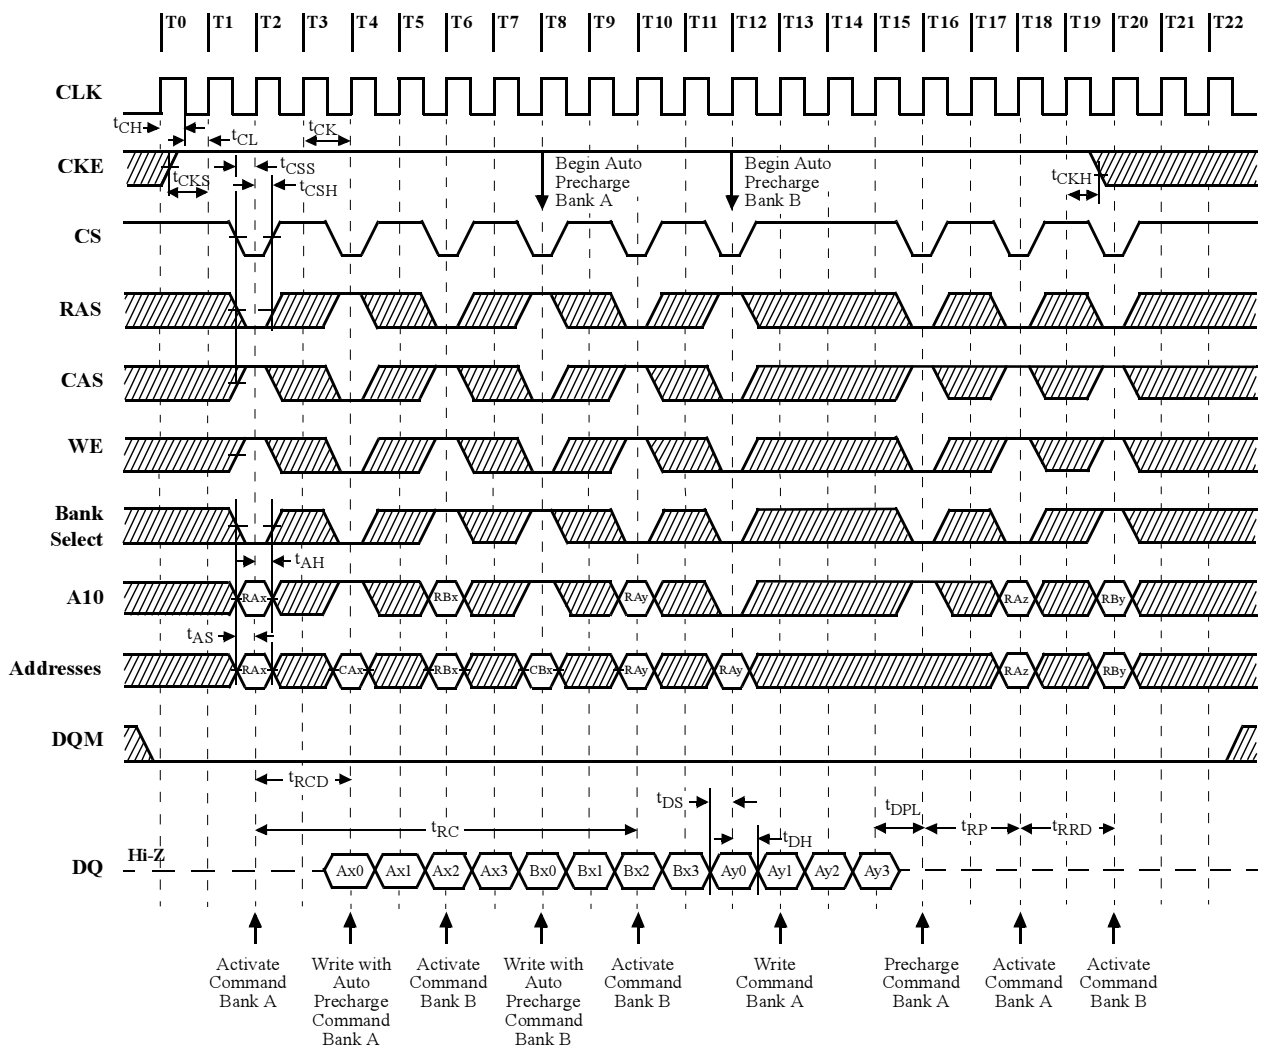 T0 T1 T2 T3 T4 T5 T6 T7 T8 T9 T10 T11 T12 T13 T14 T15 T16 T17 T18 T19 T20 T21 T22
CLK
tCH
tCL
tCK
CKE
tCKS
tCSS
tCSH
Begin Auto
Precharge
Bank A
Begin Auto
Precharge
Bank B
tCKH
CS
RAS
CAS
WE
Bank
Select
tAH
A10
RAx RBx RAy RAz RBy
tAS
Addresses
RAx CAx RBx CBx RAy RAy RAz RBy
DQM
tRCD
tDS
tDPL
tRC
tDH
tRP
tRRD
Hi-Z
DQ
Ax0 Ax1 Ax2 Ax3 Bx0 Bx1 Bx2 Bx3 Ay0 Ay1 Ay2 Ay3
Activate
Command
Bank A
Write with
Auto
Precharge
Command
Bank A
Activate
Command
Bank B
Write with
Auto
Precharge
Command
Bank B
Activate
Command
Bank B
Write
Command
Bank A
Precharge
Command
Bank A
Activate
Command
Bank A
Activate
Command
Bank B